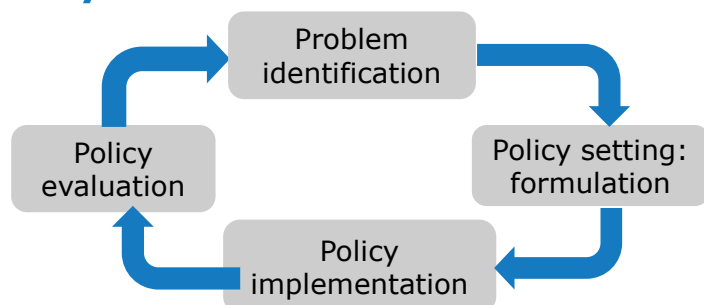 Problem
identification
Policy setting:
formulation
Policy
implementation
Policy
evaluation